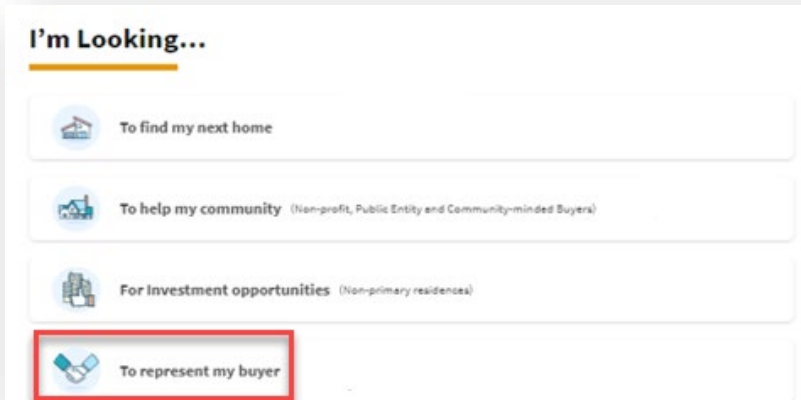 I'm Looking...
To find my next home
To help my community (Non-profit, Public Entity and Community-minded Buyers)
For Investment opportunities (Non-primary residences)
To represent my buyer